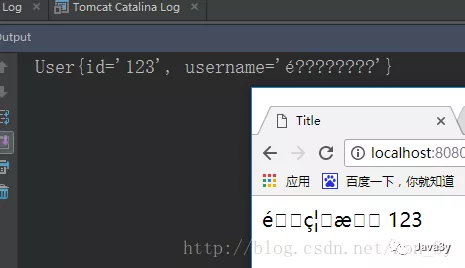 Log
Tomcat Catalina Log
Output
User{id='123', username='é????????'}
Title
localhost:8080
应用
百度一下，你就知道
é□□ç¦□æ□□ 123
http://blog.csdn.net/
Java3y